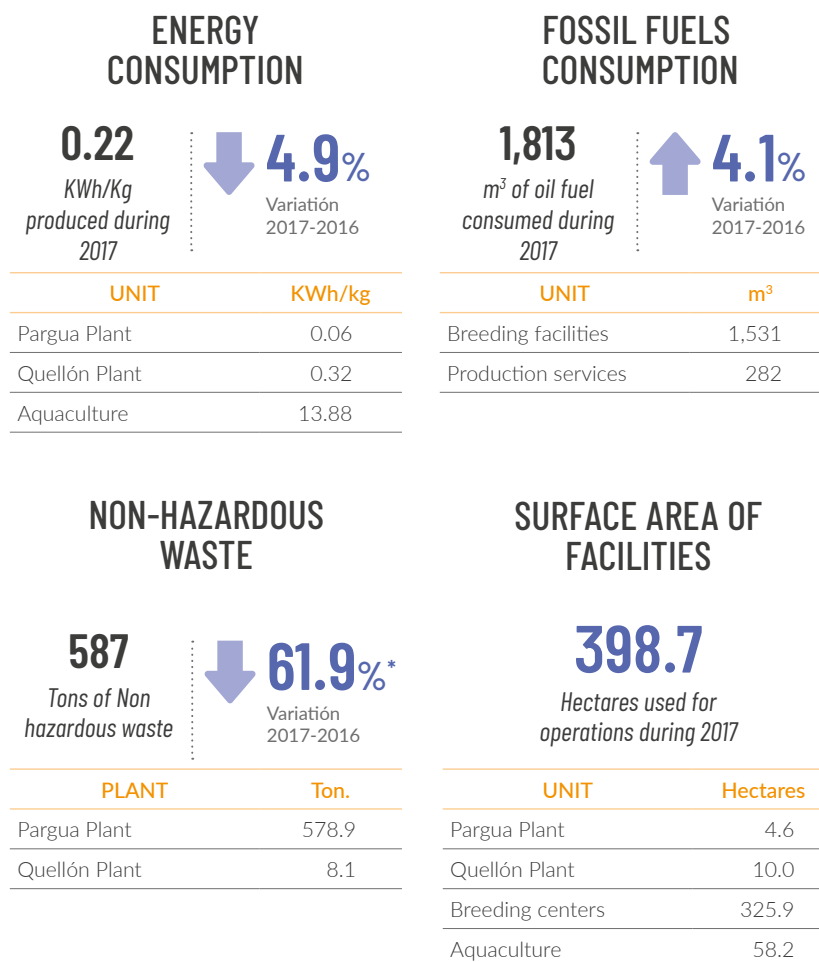 ENERGY
CONSUMPTION
0.22
KWh/Kg
produced during
2017
4.9%
Variatión
2017-2016
UNIT KWh/kg
Pargua Plant 0.06
Quellón Plant 0.32
Aquaculture 13.88
FOSSIL FUELS
CONSUMPTION
1,813
m³ of oil fuel
consumed during
2017
4.1%
Variatión
2017-2016
UNIT m³
Breeding facilities 1,531
Production services 282
NON-HAZARDOUS
WASTE
587
Tons of Non
hazardous waste
61.9%*
Variatión
2017-2016
PLANT Ton.
Pargua Plant 578.9
Quellón Plant 8.1
SURFACE AREA OF
FACILITIES
398.7
Hectares used for
operations during 2017
UNIT Hectares
Pargua Plant 4.6
Quellón Plant 10.0
Breeding centers 325.9
Aquaculture 58.2